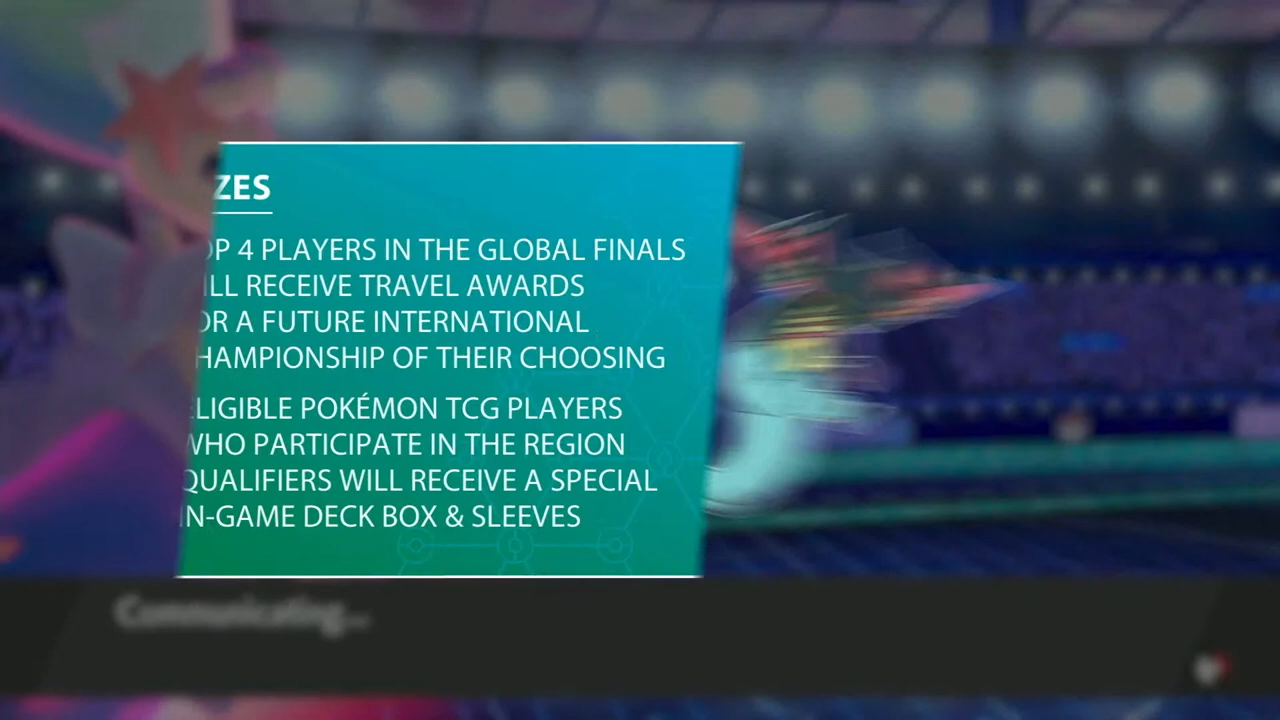 ZES
OP 4 PLAYERS IN THE GLOBAL FINALS
ILL RECEIVE TRAVEL AWARDS
OR A FUTURE INTERNATIONAL
HAMPIONSHIP OF THEIR CHOOSING
LIGIBLE POKÉMON TCG PLAYERS
WHO PARTICIPATE IN THE REGION
QUALIFIERS WILL RECEIVE A SPECIAL
IN-GAME DECK BOX & SLEEVES
Communicating...